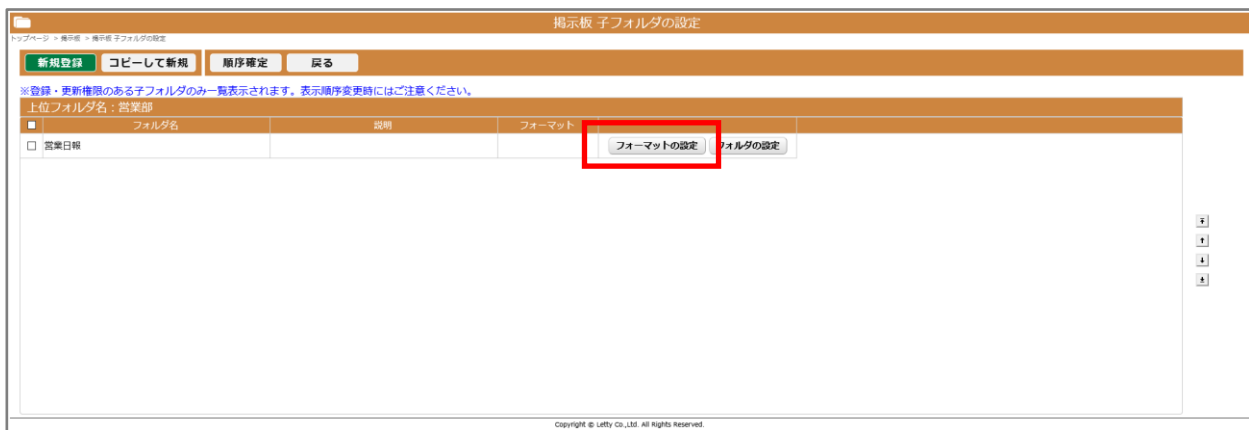 掲示板 子フォルダの設定
トップページ > 掲示板 > 掲示板 子フォルダの設定
新規登録 コピーして新規 順序確定 戻る
※登録・更新権限のある子フォルダのみ一覧表示されます。表示順序変更時にはご注意ください。
上位フォルダ名：営業部
フォルダ名 説明 フォーマット
営業日報 フォーマットの設定 フォルダの設定
Copyright © Letty Co.,Ltd. All Rights Reserved.